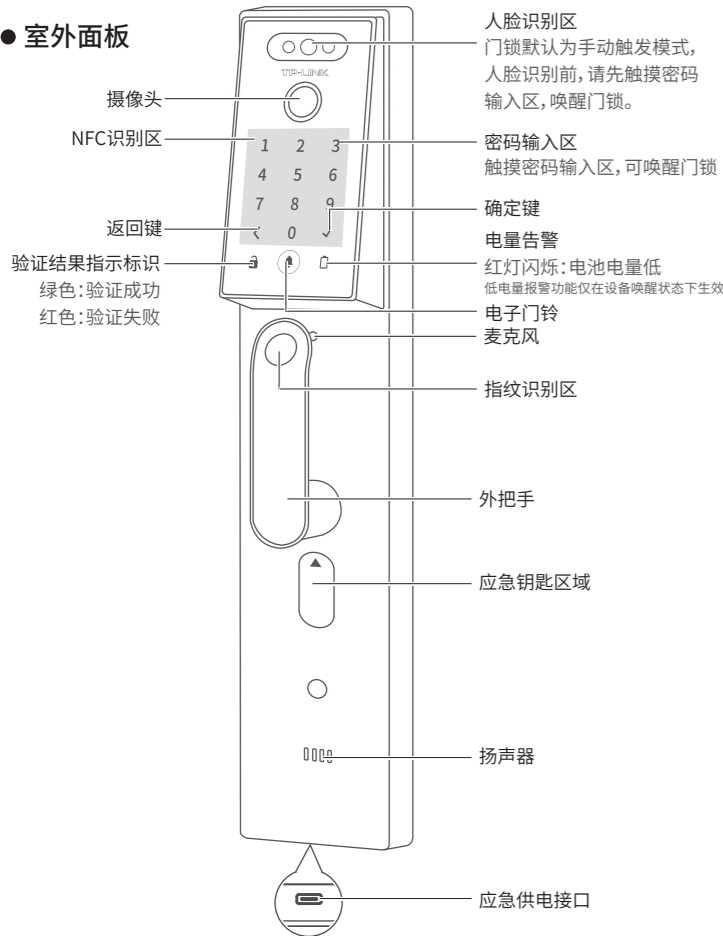 ● 室外面板
人脸识别区
门锁默认为手动触发模式，
人脸识别前，请先触摸密码
输入区，唤醒门锁。
TP-LINK
摄像头
NFC识别区
密码输入区
触摸密码输入区，可唤醒门锁
1 2 3
4 5 6
7 8 9
0
返回键
确定键
验证结果指示标识
绿色：验证成功
红色：验证失败
电量告警
红灯闪烁：电池电量低
低电量报警功能仅在设备唤醒状态下生效
电子门铃
麦克风
指纹识别区
外把手
应急钥匙区域
扬声器
应急供电接口